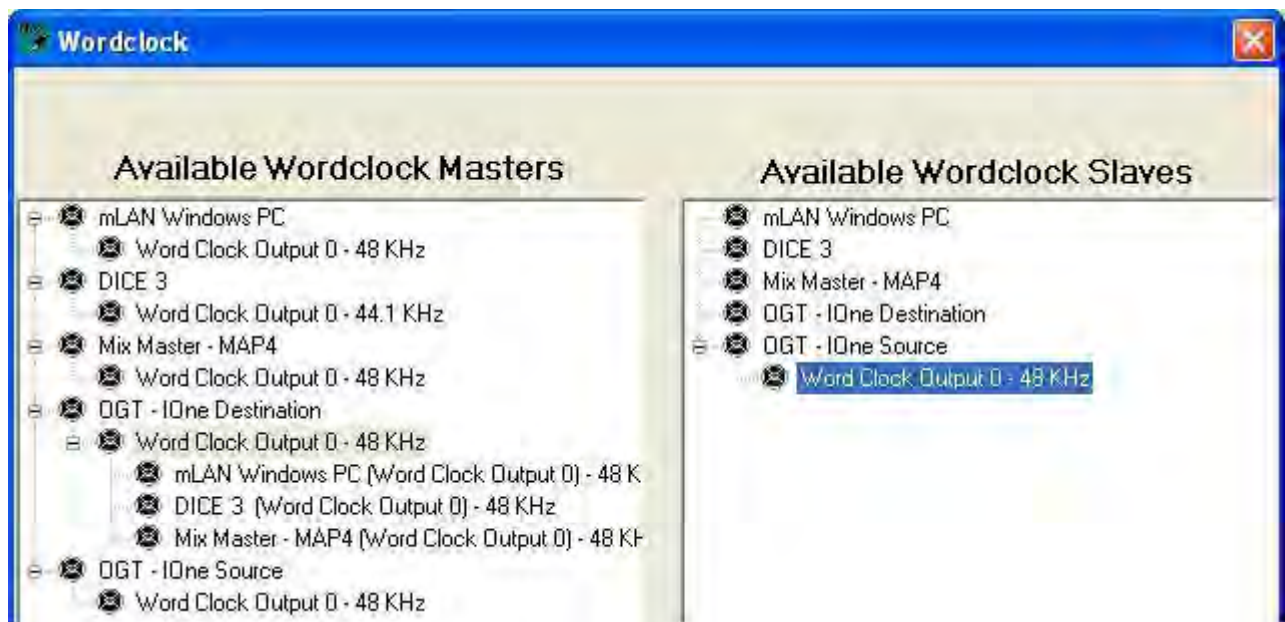 Wordclock
Available Wordclock Masters
mLAN Windows PC
Word Clock Output 0 - 48 KHz
DICE 3
Word Clock Output 0 - 44.1 KHz
Mix Master - MAP4
Word Clock Output 0 - 48 KHz
OGT - IOne Destination
Word Clock Output 0 - 48 KHz
mLAN Windows PC (Word Clock Output 0) - 48 K
DICE 3 (Word Clock Output 0) - 48 KHz
Mix Master - MAP4 (Word Clock Output 0) - 48 KH
OGT - IOne Source
Word Clock Output 0 - 48 KHz
Available Wordclock Slaves
mLAN Windows PC
DICE 3
Mix Master - MAP4
OGT - IOne Destination
OGT - IOne Source
Word Clock Output 0 - 48 KHz